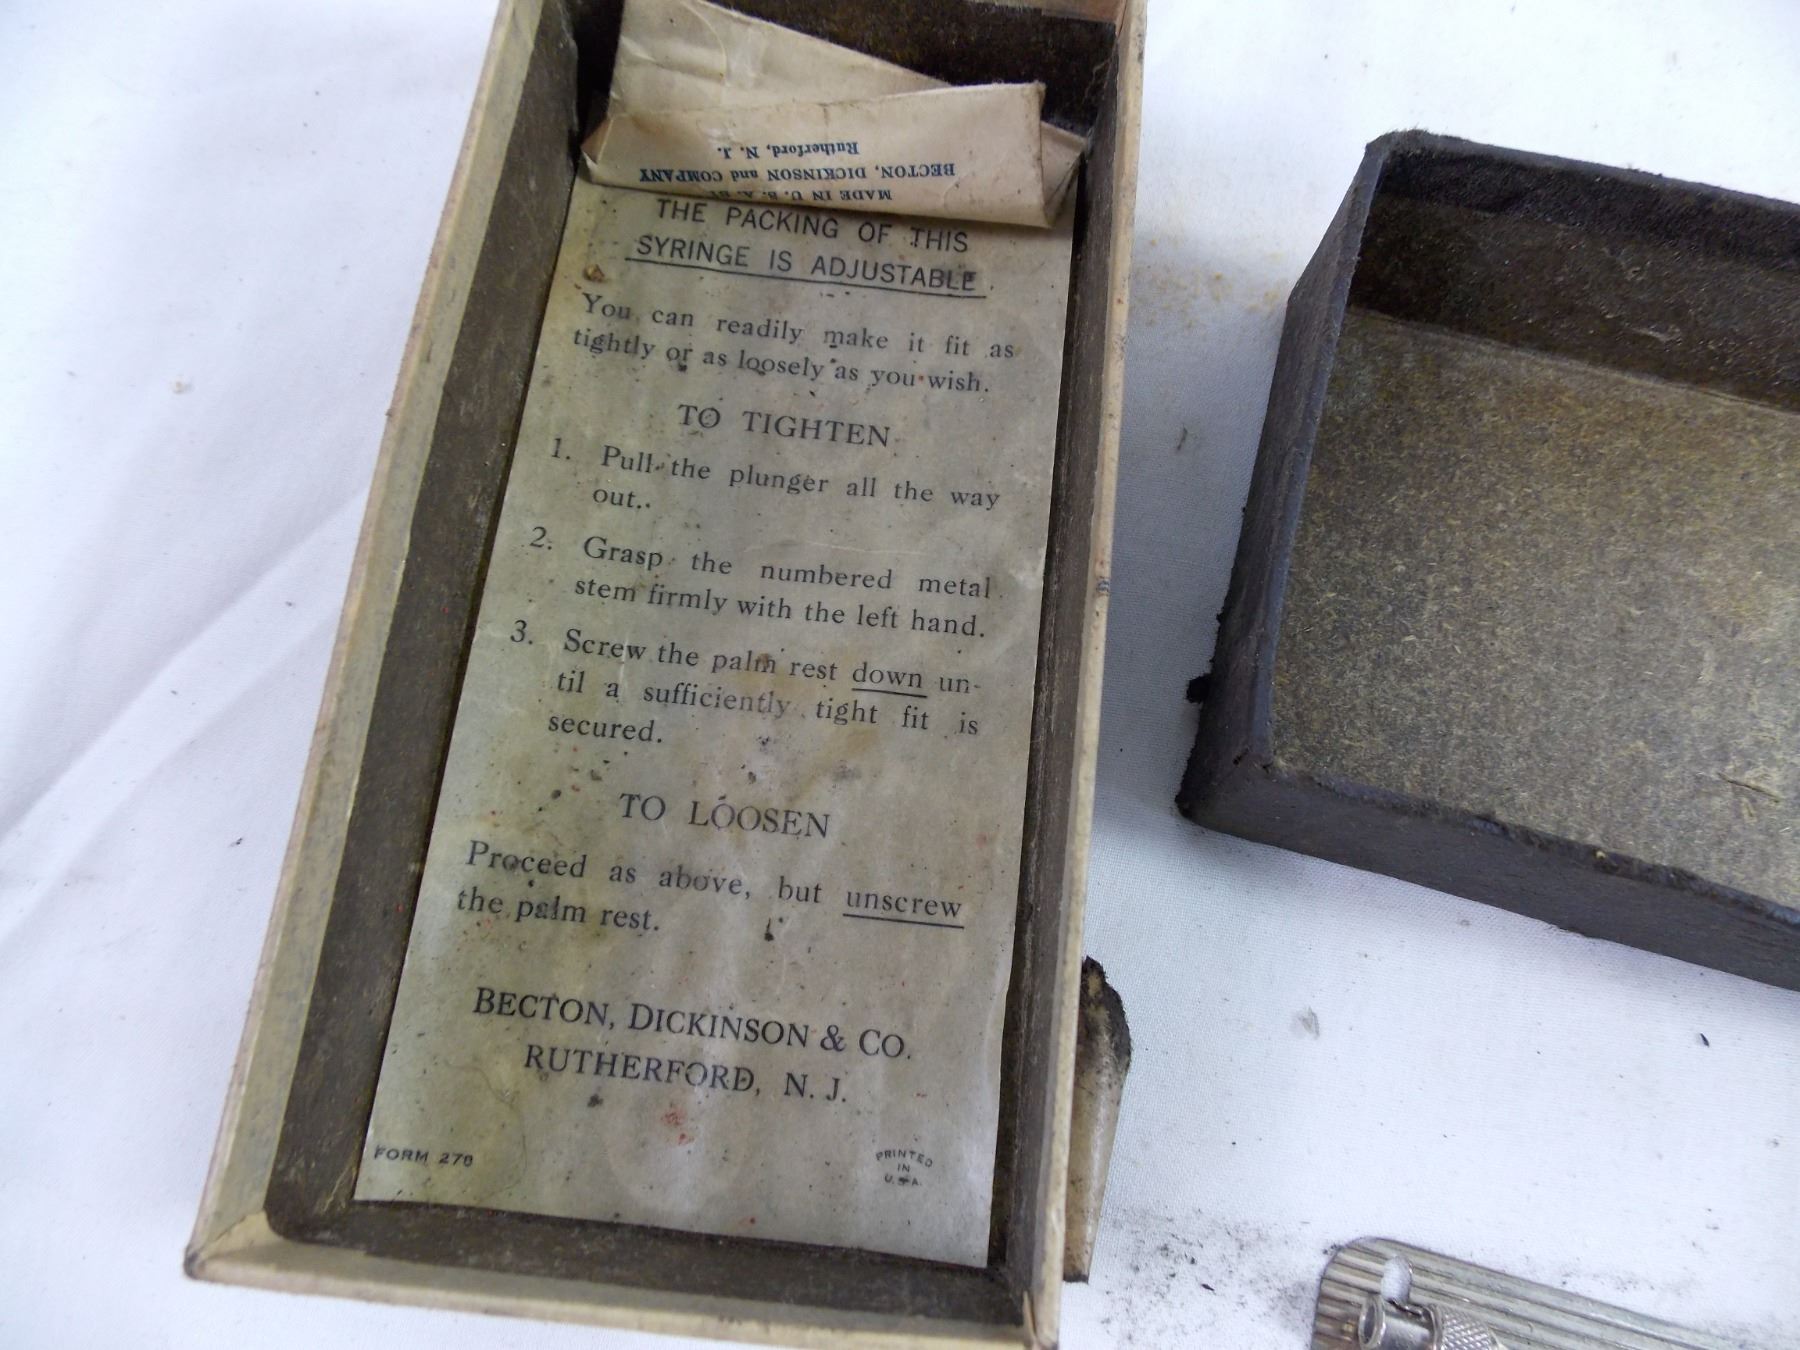 MADE IN U. S. A. BY
BECTON, DICKINSON and COMPANY
Rutherford, N. J.
THE PACKING OF THIS
SYRINGE IS ADJUSTABLE
You can readily make it fit as
tightly or as loosely as you wish.
TO TIGHTEN
1. Pull the plunger all the way
out.
2. Grasp the numbered metal
stem firmly with the left hand.
3. Screw the palm rest down un-
til a sufficiently tight fit is
secured.
TO LOOSEN
Proceed as above, but unscrew
the palm rest.
BECTON, DICKINSON & CO.
RUTHERFORD, N. J.
FORM 276
PRINTED
IN
U.S.A.